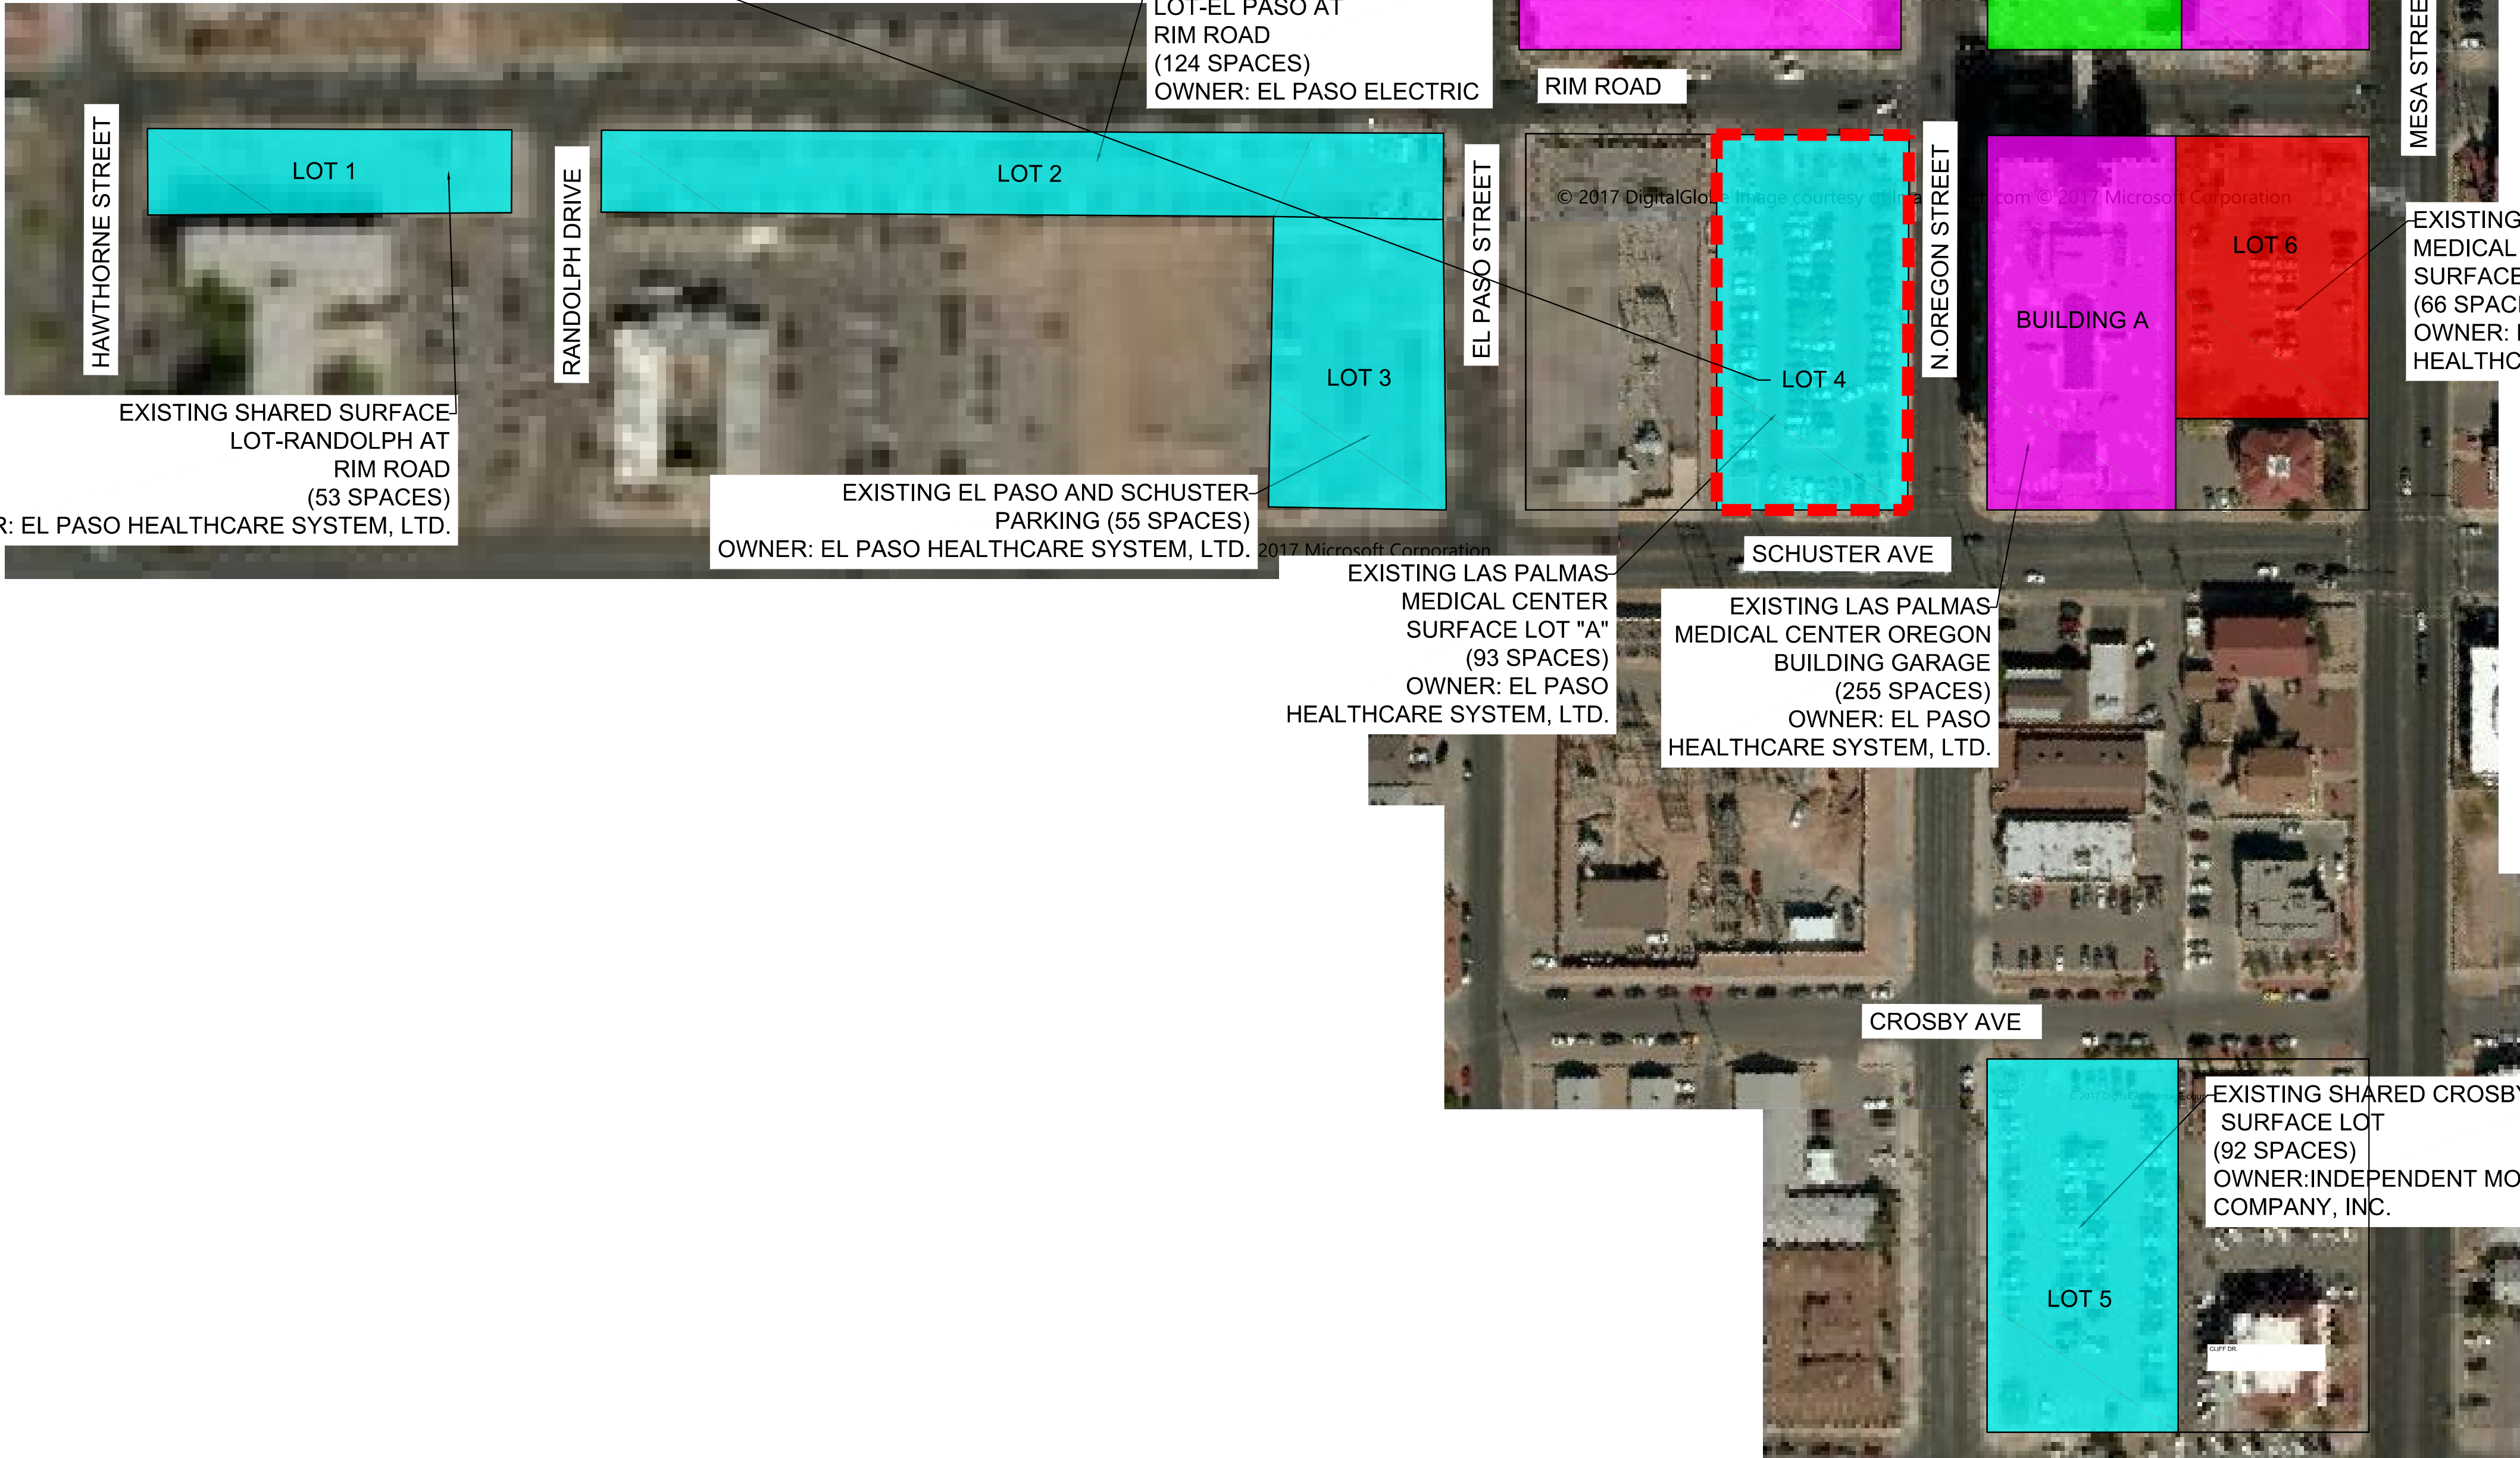 LOT-EL PASO AT
RIM ROAD
(124 SPACES)
OWNER: EL PASO ELECTRIC
RIM ROAD
MESA STREE
HAWTHORNE STREET
LOT 1
RANDOLPH DRIVE
LOT 2
EL PASO STREET
N.OREGON STREET
© 2017 DigitalGlobe Image courtesy of
.com © 2017 Microsoft Corporation
LOT 3
LOT 4
BUILDING A
LOT 6
EXISTING
MEDICAL
SURFACE
(66 SPAC
OWNER:
HEALTHC
EXISTING SHARED SURFACE
LOT-RANDOLPH AT
RIM ROAD
(53 SPACES)
R: EL PASO HEALTHCARE SYSTEM, LTD.
EXISTING EL PASO AND SCHUSTER
PARKING (55 SPACES)
OWNER: EL PASO HEALTHCARE SYSTEM, LTD.
2017 Microsoft Corporation
SCHUSTER AVE
EXISTING LAS PALMAS
MEDICAL CENTER
SURFACE LOT "A"
(93 SPACES)
OWNER: EL PASO
HEALTHCARE SYSTEM, LTD.
EXISTING LAS PALMAS
MEDICAL CENTER OREGON
BUILDING GARAGE
(255 SPACES)
OWNER: EL PASO
HEALTHCARE SYSTEM, LTD.
CROSBY AVE
EXISTING SHARED CROSBY
SURFACE LOT
(92 SPACES)
OWNER:INDEPENDENT MO
COMPANY, INC.
LOT 5
CLIFF DR.